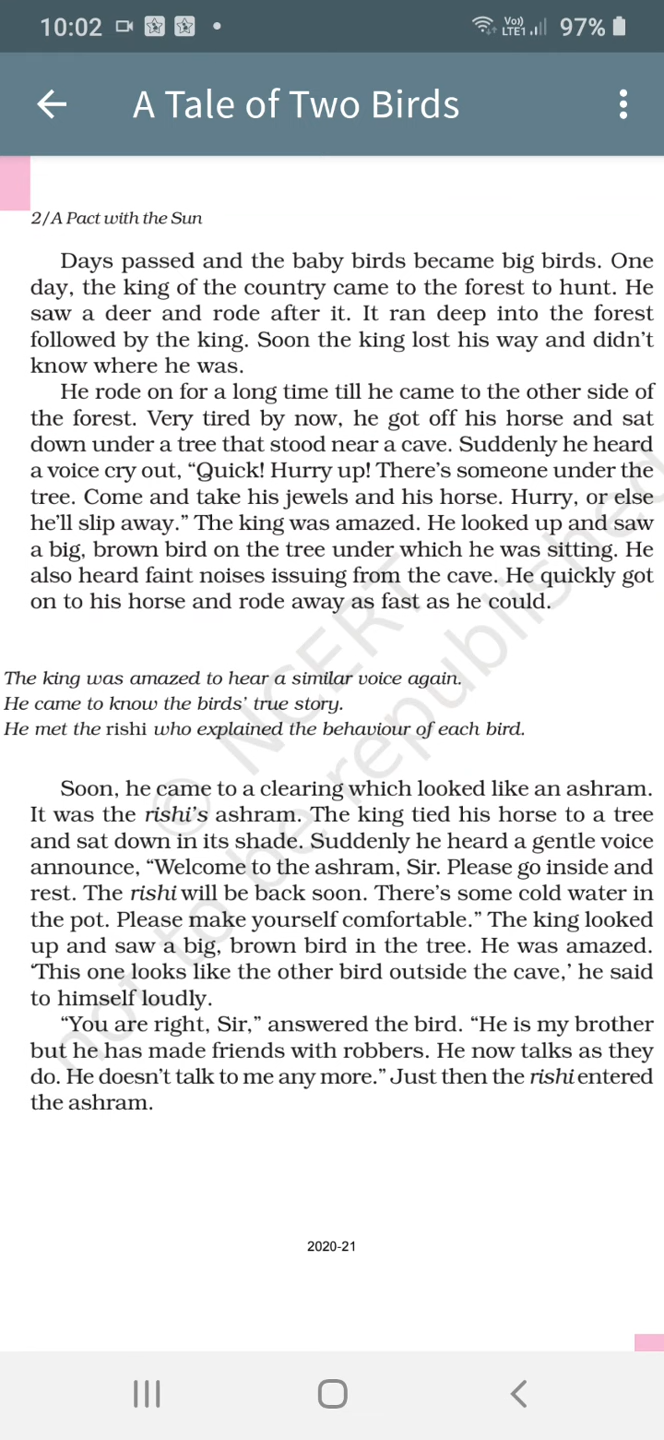 10:02
Vo)) LTE1 97%
A Tale of Two Birds
2/A Pact with the Sun
Days passed and the baby birds became big birds. One
day, the king of the country came to the forest to hunt. He
saw a deer and rode after it. It ran deep into the forest
followed by the king. Soon the king lost his way and didn’t
know where he was.
He rode on for a long time till he came to the other side of
the forest. Very tired by now, he got off his horse and sat
down under a tree that stood near a cave. Suddenly he heard
a voice cry out, “Quick! Hurry up! There’s someone under the
tree. Come and take his jewels and his horse. Hurry, or else
he’ll slip away.” The king was amazed. He looked up and saw
a big, brown bird on the tree under which he was sitting. He
also heard faint noises issuing from the cave. He quickly got
on to his horse and rode away as fast as he could.
The king was amazed to hear a similar voice again.
He came to know the birds’ true story.
He met the rishi who explained the behaviour of each bird.
Soon, he came to a clearing which looked like an ashram.
It was the rishi’s ashram. The king tied his horse to a tree
and sat down in its shade. Suddenly he heard a gentle voice
announce, “Welcome to the ashram, Sir. Please go inside and
rest. The rishi will be back soon. There’s some cold water in
the pot. Please make yourself comfortable.” The king looked
up and saw a big, brown bird in the tree. He was amazed.
‘This one looks like the other bird outside the cave,’ he said
to himself loudly.
“You are right, Sir,” answered the bird. “He is my brother
but he has made friends with robbers. He now talks as they
do. He doesn’t talk to me any more.” Just then the rishi entered
the ashram.
© NCERT
not to be republished
2020-21